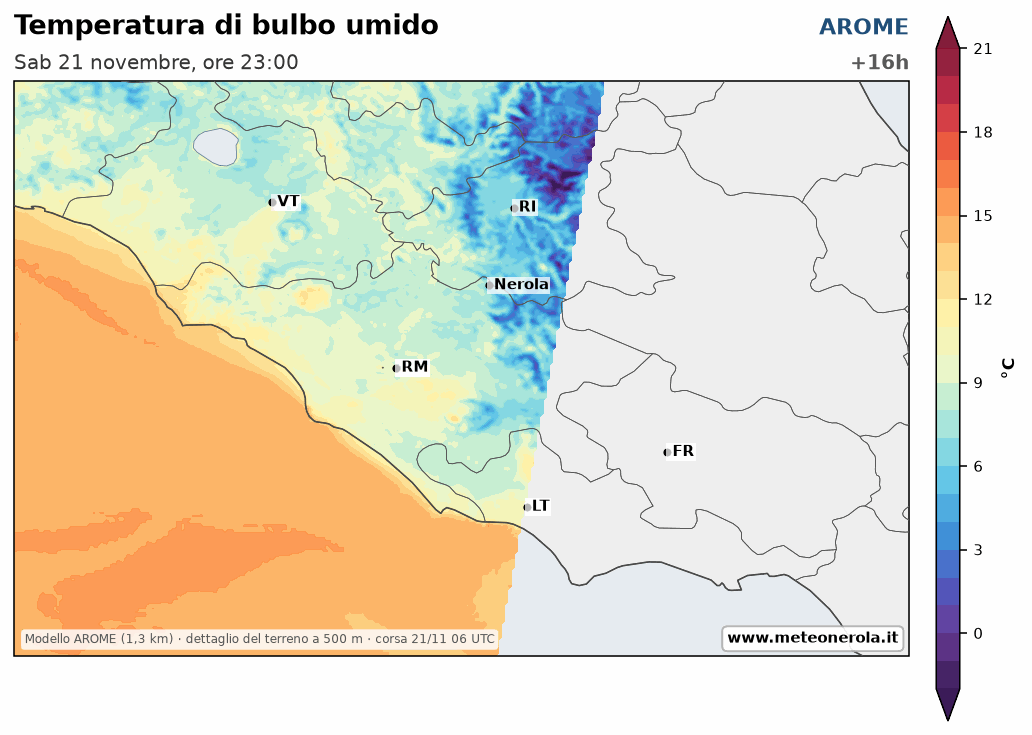 Temperatura di bulbo umido
AROME
Sab 21 novembre, ore 23:00
+16h
VT
RI
Nerola
RM
FR
LT
21
18
15
12
9
6
3
0
°C
Modello AROME (1,3 km) · dettaglio del terreno a 500 m · corsa 21/11 06 UTC
www.meteonerola.it